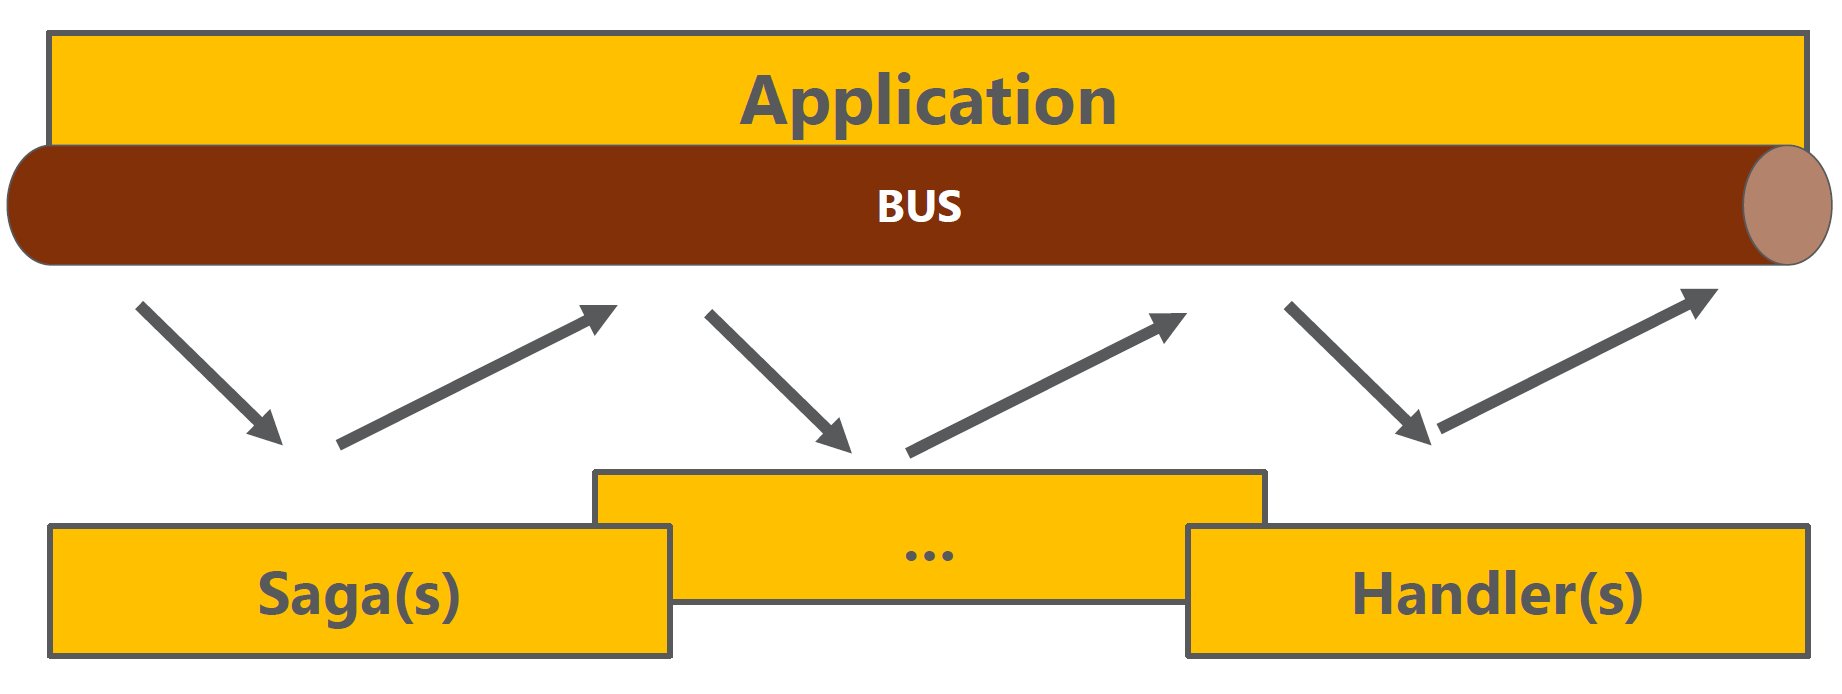 Application
BUS
...
Saga(s)
Handler(s)